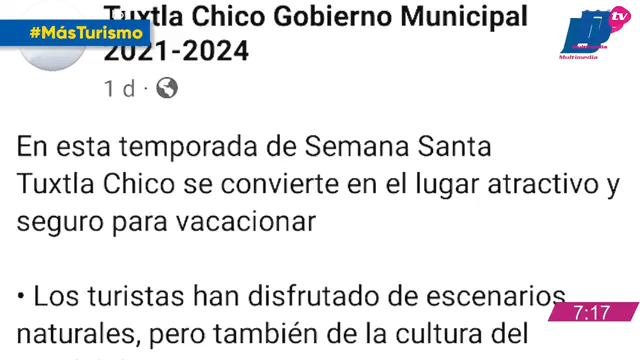 #MásTurismo
Tuxtla Chico Gobierno Municipal
2021-2024
1 d ·
tv
Multimedia
Multimedia
En esta temporada de Semana Santa
Tuxtla Chico se convierte en el lugar atractivo y
seguro para vacacionar
• Los turistas han disfrutado de escenarios
7:17
naturales, pero también de la cultura del